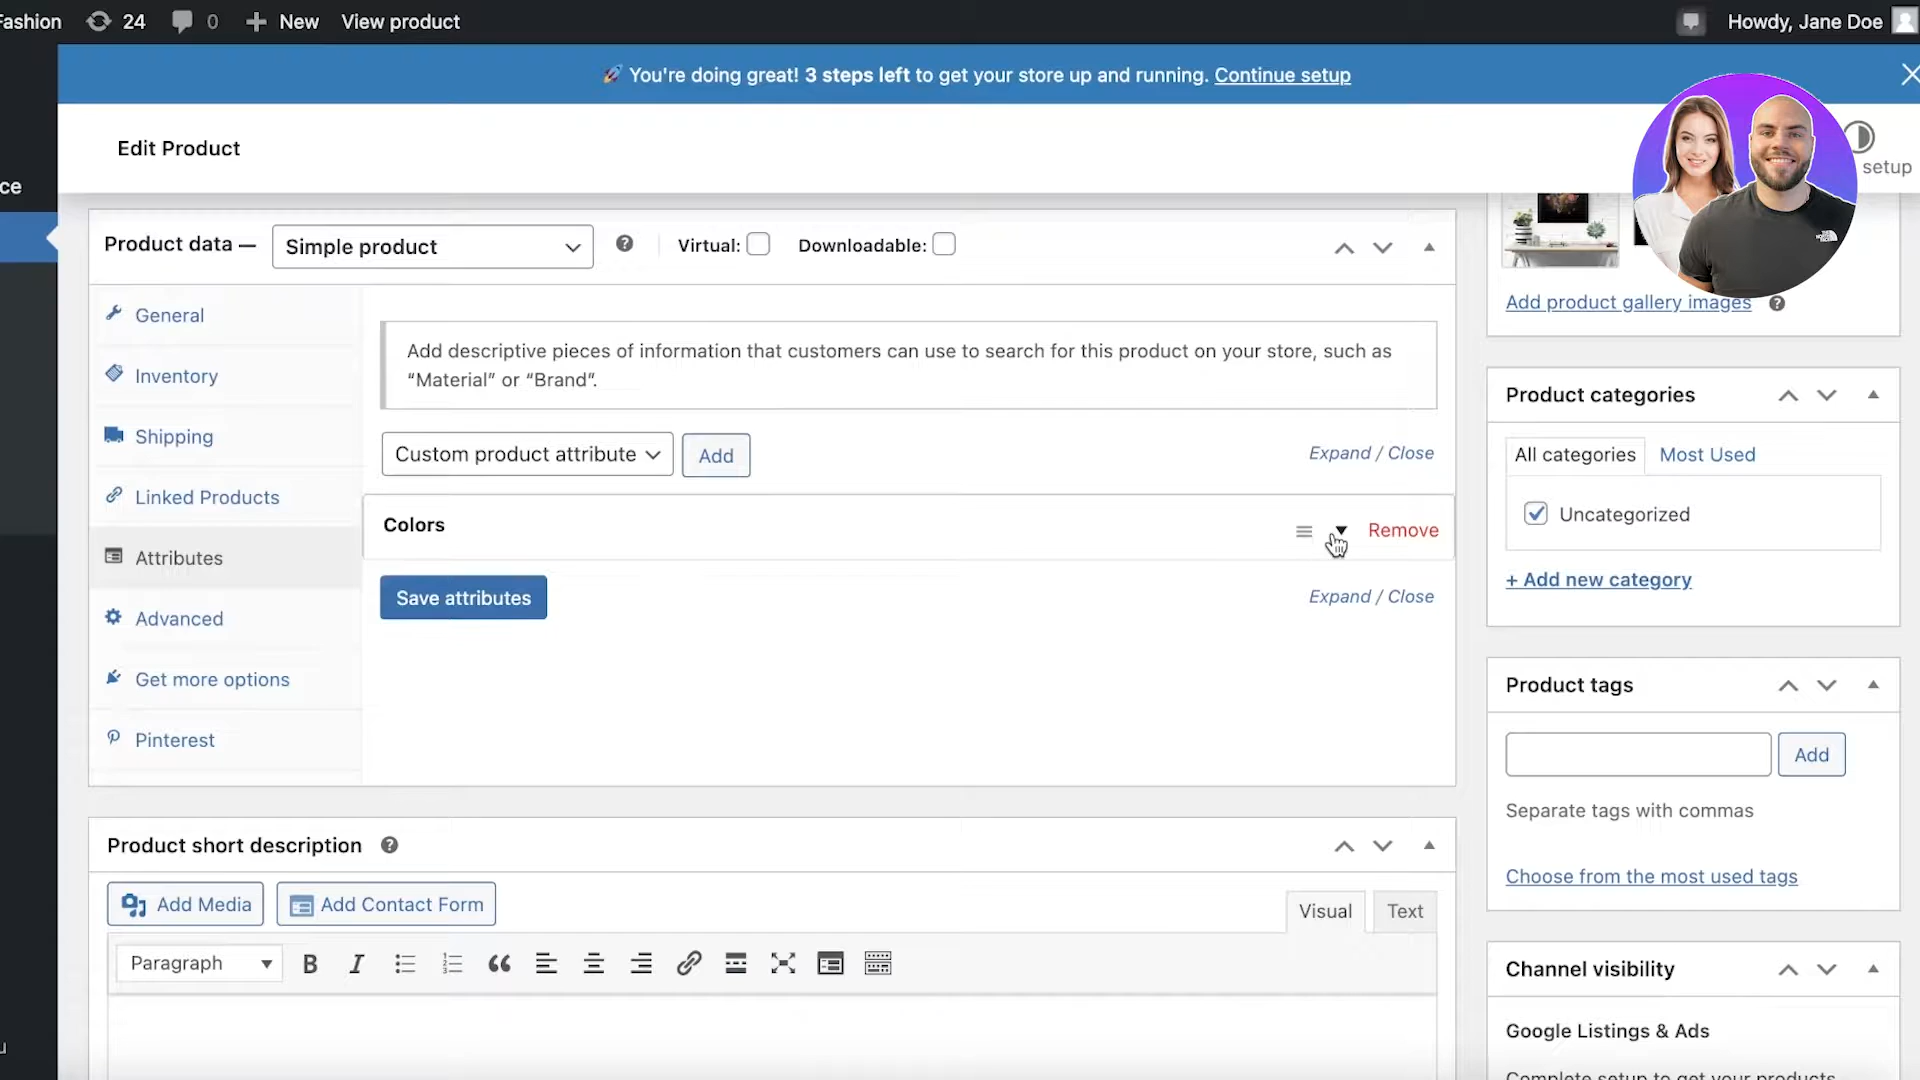 Fashion 24 0 New View product Howdy, Jane Doe
🚀 You're doing great! 3 steps left to get your store up and running. Continue setup
Edit Product
setup
ce
Product data — Simple product Virtual: Downloadable:
General
Inventory
Shipping
Linked Products
Attributes
Advanced
Get more options
Pinterest
Add descriptive pieces of information that customers can use to search for this product on your store, such as
“Material” or “Brand”.
Custom product attribute Add Expand / Close
Colors Remove
Save attributes Expand / Close
Product short description
Add Media Add Contact Form
Visual Text
Paragraph
Add product gallery images
Product categories
All categories Most Used
Uncategorized
+ Add new category
Product tags
Add
Separate tags with commas
Choose from the most used tags
Channel visibility
Google Listings & Ads
Complete setup to get your products